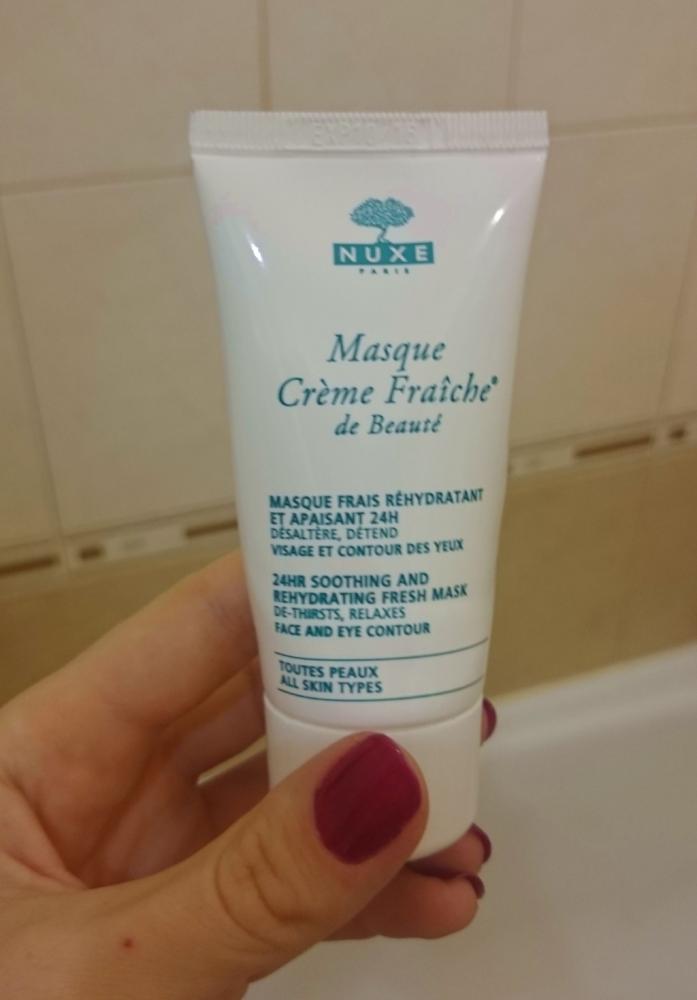 NUXE
PARIS
Masque
Crème Fraîche®
de Beauté
MASQUE FRAIS RÉHYDRATANT
ET APAISANT 24H
DÉSALTÈRE, DÉTEND
VISAGE ET CONTOUR DES YEUX
24HR SOOTHING AND
REHYDRATING FRESH MASK
DE-THIRSTS, RELAXES
FACE AND EYE CONTOUR
TOUTES PEAUX
ALL SKIN TYPES